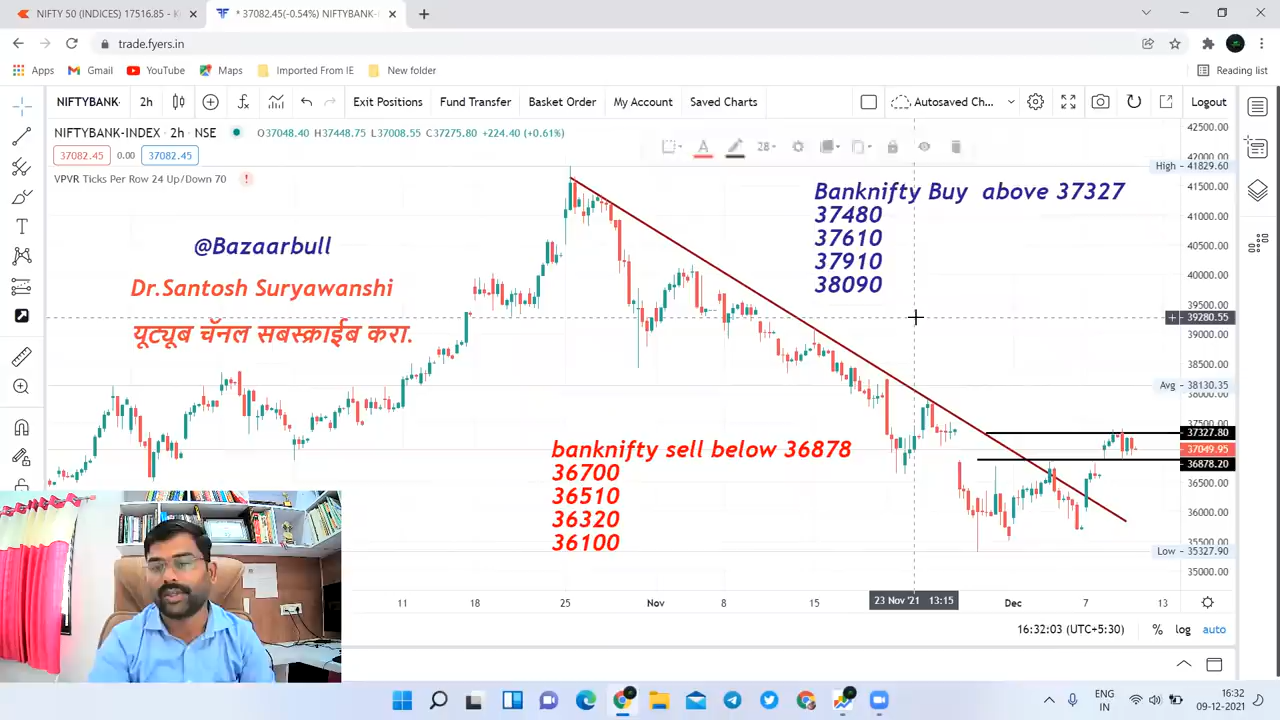 NIFTY 50 (INDICES) 17516.85 - K
* 37082.45(-0.54%) NIFTYBANK-
trade.fyers.in
Apps Gmail YouTube Maps Imported From IE New folder Reading list
NIFTYBANK- 2h Exit Positions Fund Transfer Basket Order My Account Saved Charts Autosaved Ch... Logout
NIFTYBANK-INDEX • 2h • NSE O37048.40 H37448.75 L37008.55 C37275.80 +224.40 (+0.61%)
37082.45 0.00 37082.45
28
VPVR Ticks Per Row 24 Up/Down 70
Banknifty Buy above 37327
37480
37610
37910
38090
@Bazaarbull
Dr.Santosh Suryawanshi
यूट्यूब चॅनल सबस्क्राईब करा.
banknifty sell below 36878
36700
36510
36320
36100
42500.00
42000.00
High - 41829.60
41500.00
41000.00
40500.00
40000.00
39500.00
39280.55
39000.00
38500.00
Avg - 38130.35
38000.00
37500.00
37327.80
37049.95
36878.20
36500.00
36000.00
35500.00
Low - 35327.90
35000.00
11 18 25 Nov 8 15 23 Nov '21 13:15 Dec 7 13
16:32:03 (UTC+5:30) % log auto
ENG
IN
16:32
09-12-2021